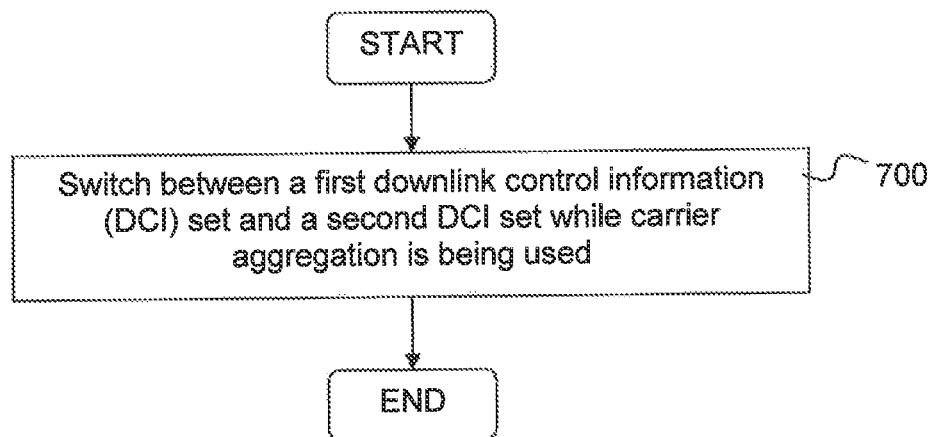 START
Switch between a first downlink control information
(DCI) set and a second DCI set while carrier
aggregation is being used
700
END